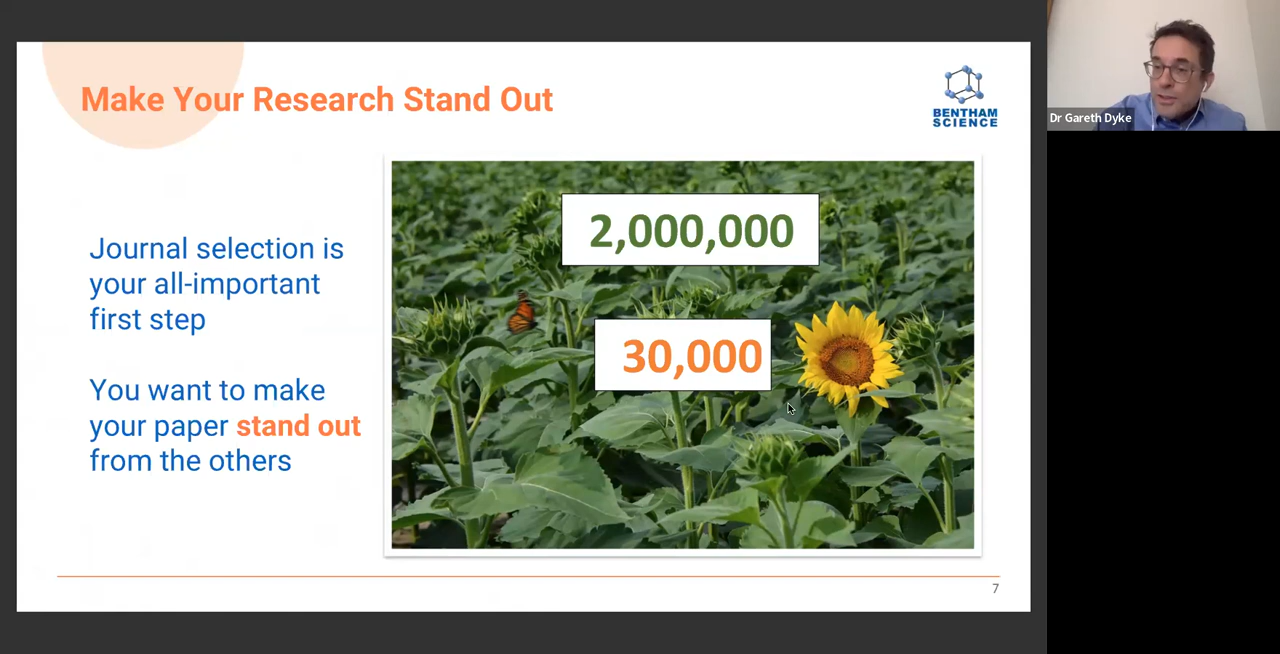 Make Your Research Stand Out
BENTHAM
SCIENCE
Dr Gareth Dyke
Journal selection is
your all-important
first step
You want to make
your paper stand out
from the others
2,000,000
30,000
7